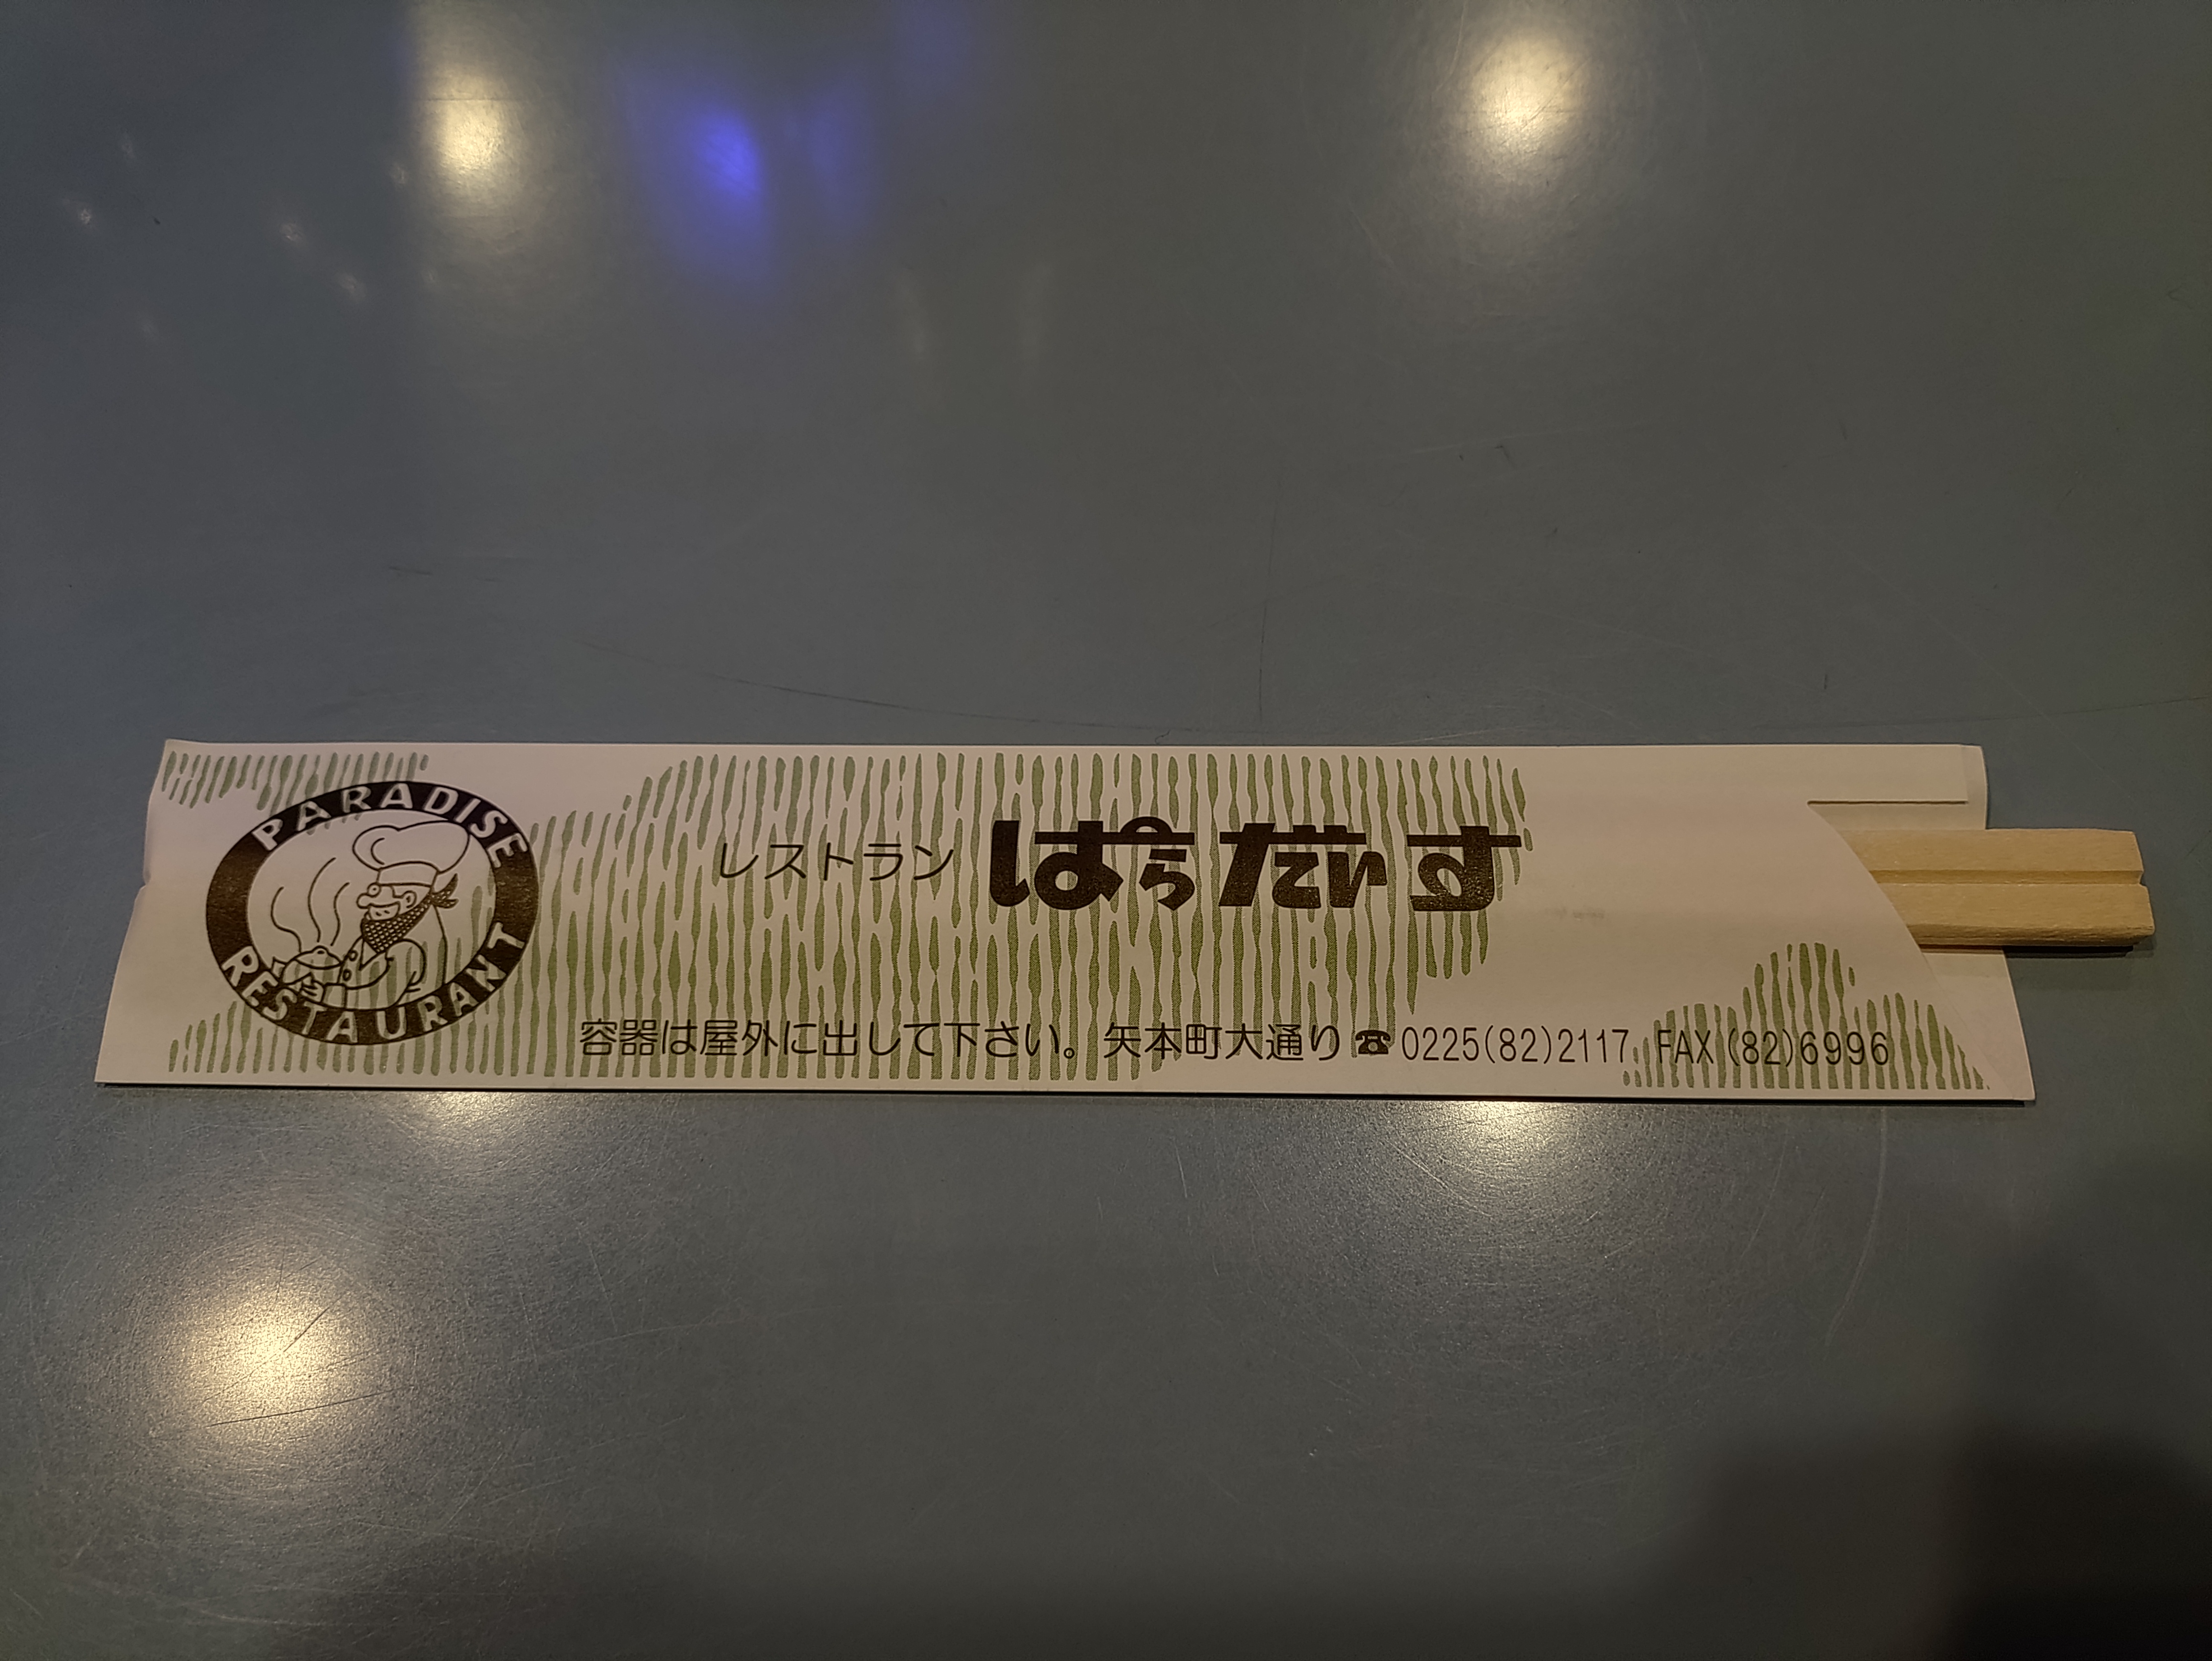 PARADISE
RESTAURANT
レストラン ぱらだいす
容器は屋外に出して下さい。 矢本町大通り ☎0225(82)2117 FAX (82)6996